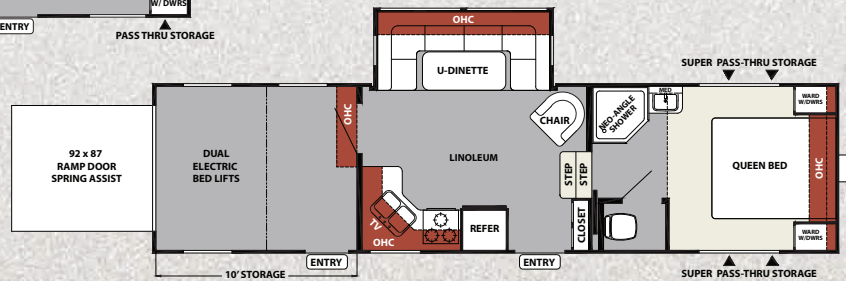 W/ DWRS
ENTRY
PASS THRU STORAGE
OHC
U-DINETTE
SUPER PASS-THRU STORAGE
MED
WARD
W/DWRS
NEO-ANGLE
SHOWER
CHAIR
OHC
92 x 87
RAMP DOOR
SPRING ASSIST
DUAL
ELECTRIC
BED LIFTS
LINOLEUM
STEP
STEP
QUEEN BED
OHC
TV
OHC
REFER
CLOSET
WARD
W/DWRS
ENTRY
ENTRY
10' STORAGE
SUPER PASS-THRU STORAGE